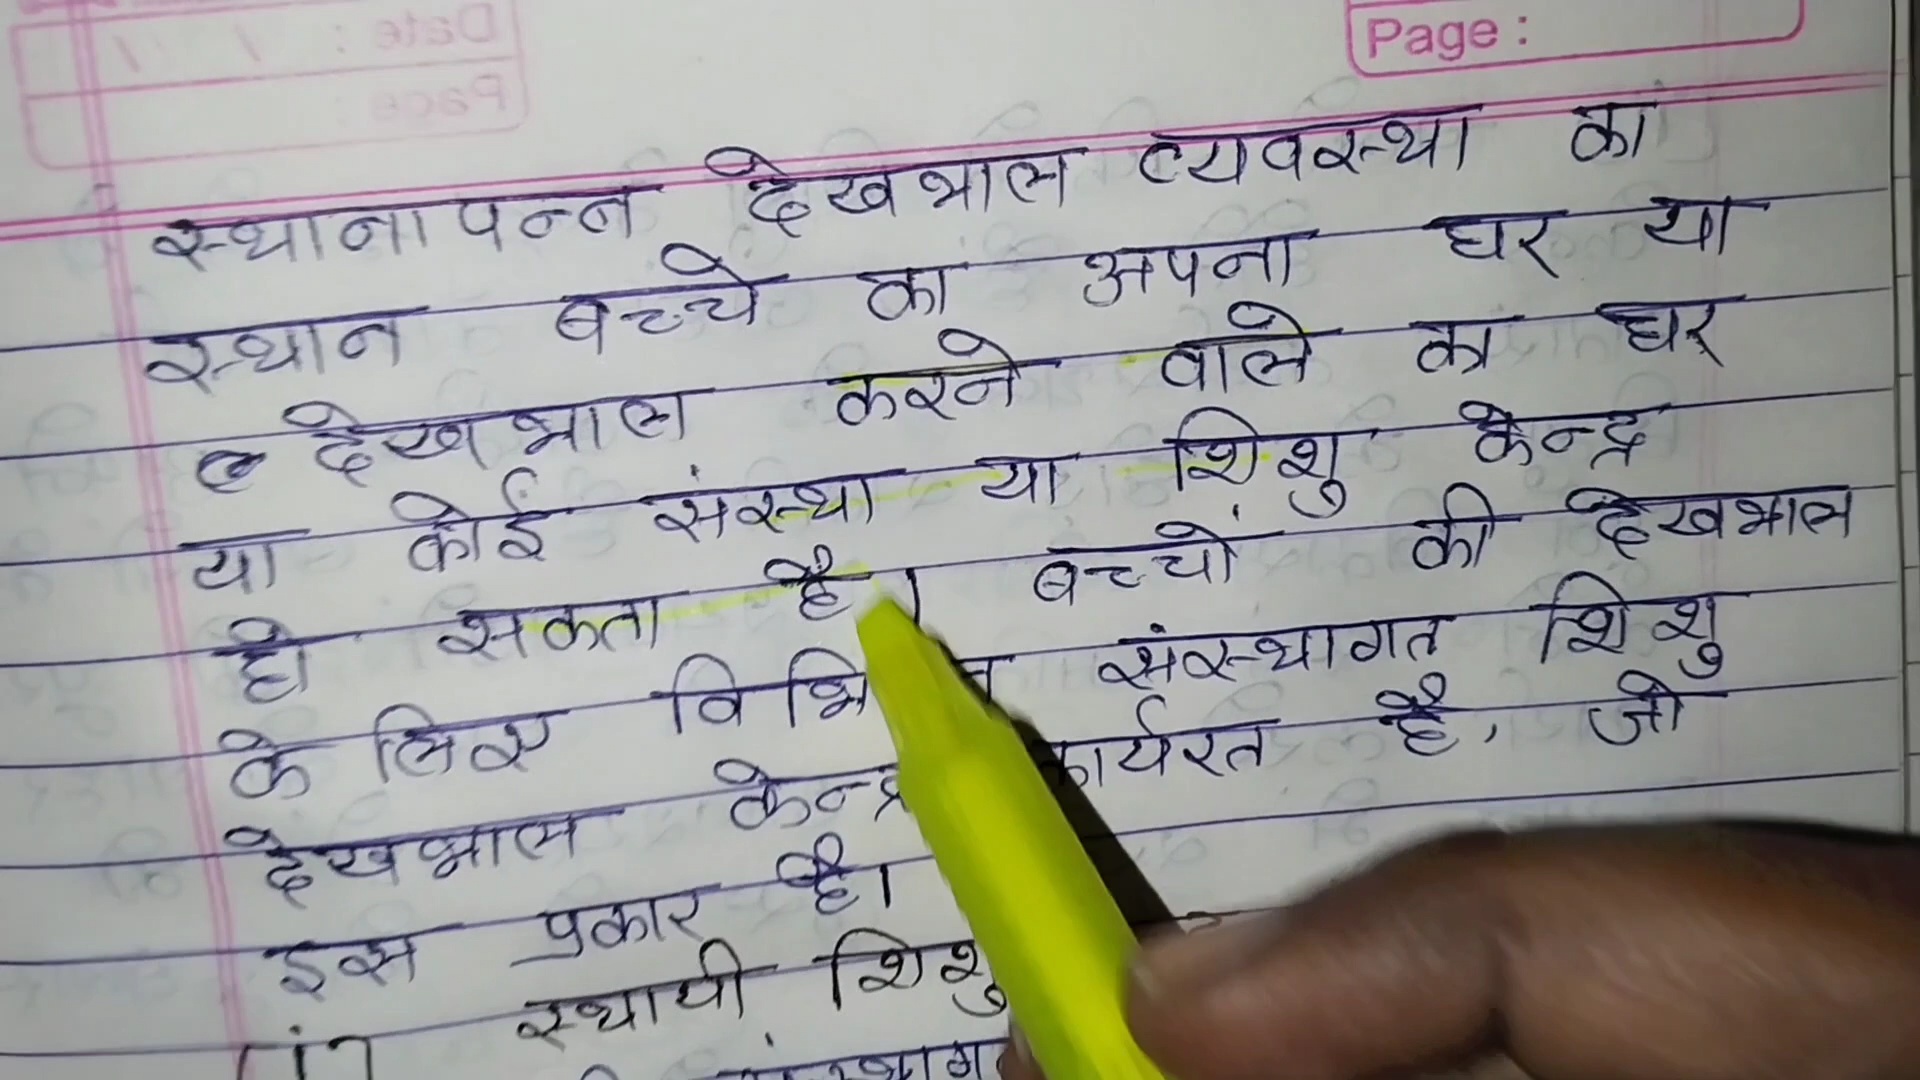 Page :
स्थानापन्न देखभाल व्यवस्था का
स्थान बच्चे का अपना घर या
देखभाल करने वाले का घर
या कोई संस्था या शिशु केन्द्र
हो सकता है। बच्चों की देखभाल
के लिए संस्थागत शिशु
देखभाल केन्द्र कार्यरत है, जो
इस प्रकार है।
स्थायी शिशु